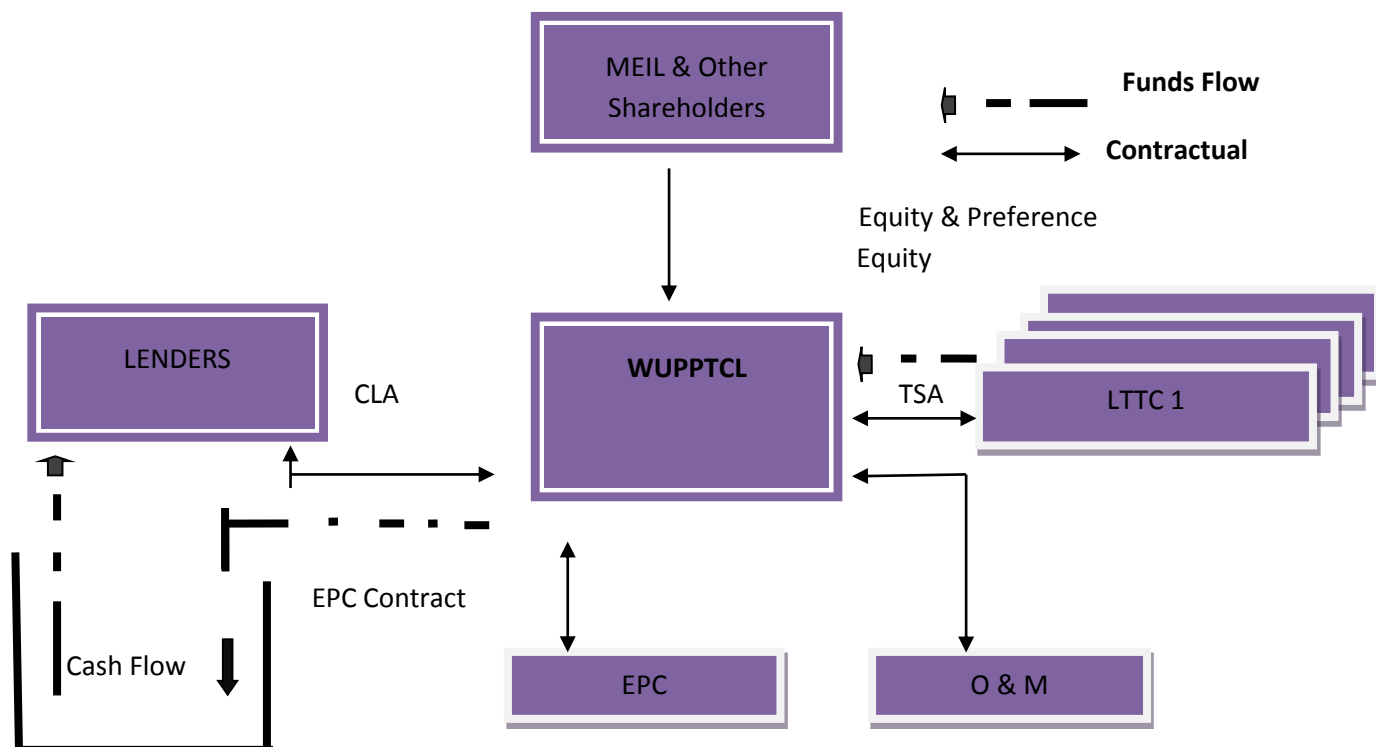 MEIL & Other
Shareholders
Funds Flow
Contractual
Equity & Preference
Equity
LENDERS
CLA
WUPPTCL
TSA
LTTC 1
EPC Contract
Cash Flow
EPC
O & M